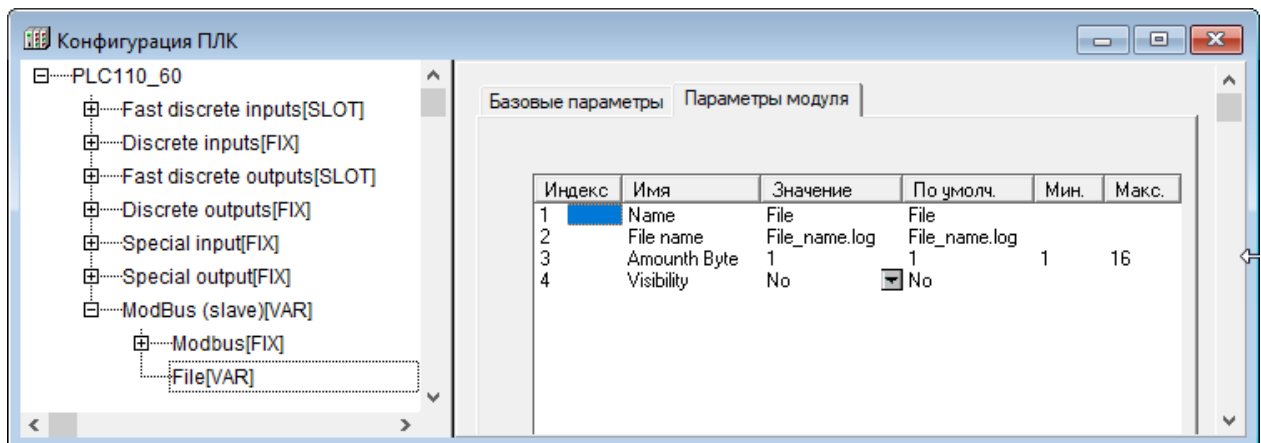 Конфигурация ПЛК
PLC110_60
Fast discrete inputs[SLOT]
Discrete inputs[FIX]
Fast discrete outputs[SLOT]
Discrete outputs[FIX]
Special input[FIX]
Special output[FIX]
ModBus (slave)[VAR]
Modbus[FIX]
File[VAR]
Базовые параметры Параметры модуля
Индекс Имя Значение По умолч. Мин. Макс.
1 Name File File
2 File name File_name.log File_name.log
3 Amounth Byte 1 1 1 16
4 Visibility No No